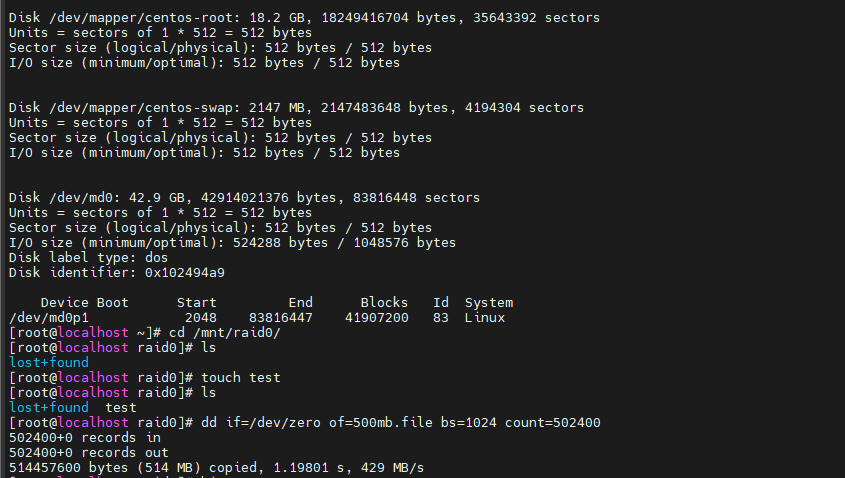 Disk /dev/mapper/centos-root: 18.2 GB, 18249416704 bytes, 35643392 sectors
Units = sectors of 1 * 512 = 512 bytes
Sector size (logical/physical): 512 bytes / 512 bytes
I/O size (minimum/optimal): 512 bytes / 512 bytes
Disk /dev/mapper/centos-swap: 2147 MB, 2147483648 bytes, 4194304 sectors
Units = sectors of 1 * 512 = 512 bytes
Sector size (logical/physical): 512 bytes / 512 bytes
I/O size (minimum/optimal): 512 bytes / 512 bytes
Disk /dev/md0: 42.9 GB, 42914021376 bytes, 83816448 sectors
Units = sectors of 1 * 512 = 512 bytes
Sector size (logical/physical): 512 bytes / 512 bytes
I/O size (minimum/optimal): 524288 bytes / 1048576 bytes
Disk label type: dos
Disk identifier: 0x102494a9
Device Boot Start End Blocks Id System
/dev/md0p1 2048 83816447 41907200 83 Linux
[root@localhost ~]# cd /mnt/raid0/
[root@localhost raid0]# ls
lost+found
[root@localhost raid0]# touch test
[root@localhost raid0]# ls
lost+found test
[root@localhost raid0]# dd if=/dev/zero of=500mb.file bs=1024 count=502400
502400+0 records in
502400+0 records out
514457600 bytes (514 MB) copied, 1.19801 s, 429 MB/s